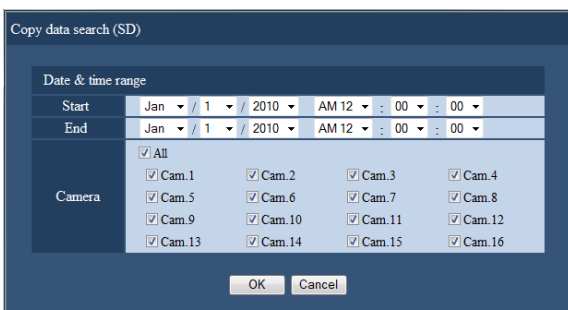 Copy data search (SD)
Date & time range
Start Jan / 1 / 2010 AM 12 : 00 : 00
End Jan / 1 / 2010 AM 12 : 00 : 00
All
Cam.1 Cam.2 Cam.3 Cam.4
Camera Cam.5 Cam.6 Cam.7 Cam.8
Cam.9 Cam.10 Cam.11 Cam.12
Cam.13 Cam.14 Cam.15 Cam.16
OK Cancel